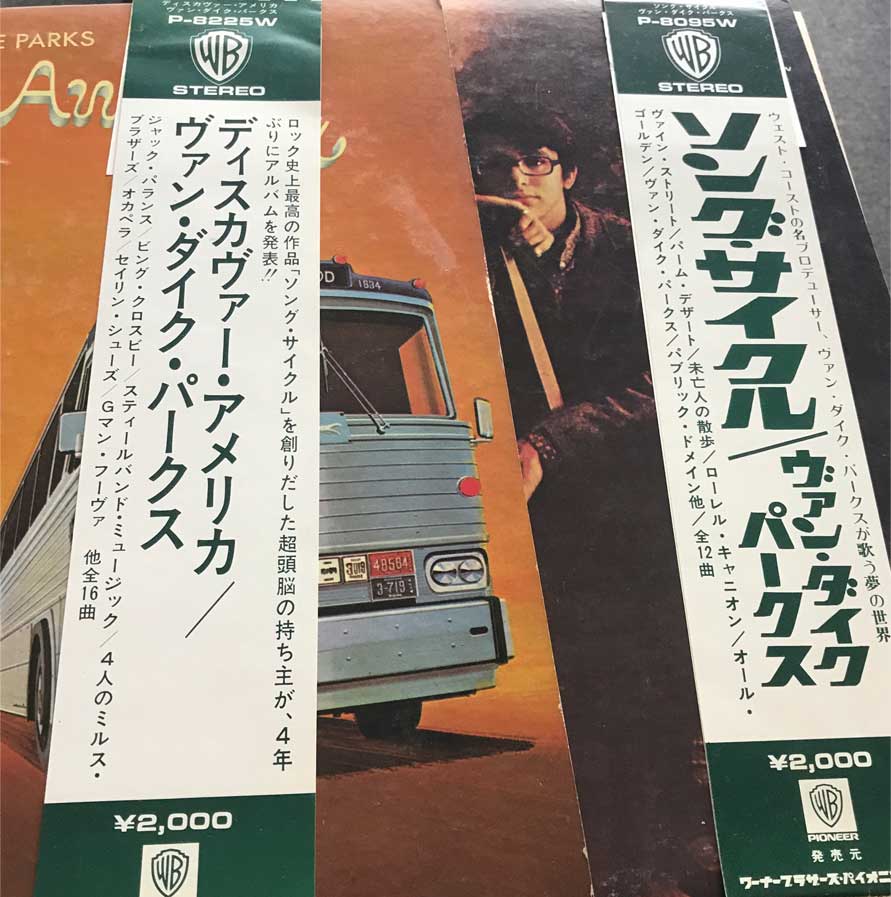 E PARKS
ディスカヴァー・アメリカ
ヴァン・ダイク・パークス
P-8225W
WB
STEREO
ロック史上最高の作品「ソング・サイクル」を創りだした超頭脳の持ち主が、4年
ぶりにアルバムを発表!!
ディスカヴァー・アメリカ/
ヴァン・ダイク・パークス
ジャック・パランス/ビング・クロスビー/スティールバンド・ミュージック/4人のミルス・
ブラザーズ/オカペラ/セイリン・シューズ/Gマン・フーヴァ 他全16曲
¥2,000
WB
1634
48584
3-719
ソング・サイクル
ヴァン・ダイク・パークス
P-8095W
WB
STEREO
ウェスト・コーストの名プロデューサー、ヴァン・ダイク・パークスが歌う夢の世界
ソング・サイクル/ヴァン・ダイク
パークス
ヴァイン・ストリート/パーム・デザート/未亡人の散歩/ローレル・キャニオン/オール・
ゴールデン/ヴァン・ダイク・パークス/パブリック・ドメイン他/全12曲
¥2,000
WB
PIONEER
発売元
ワーナーブラザーズ・パイオニ